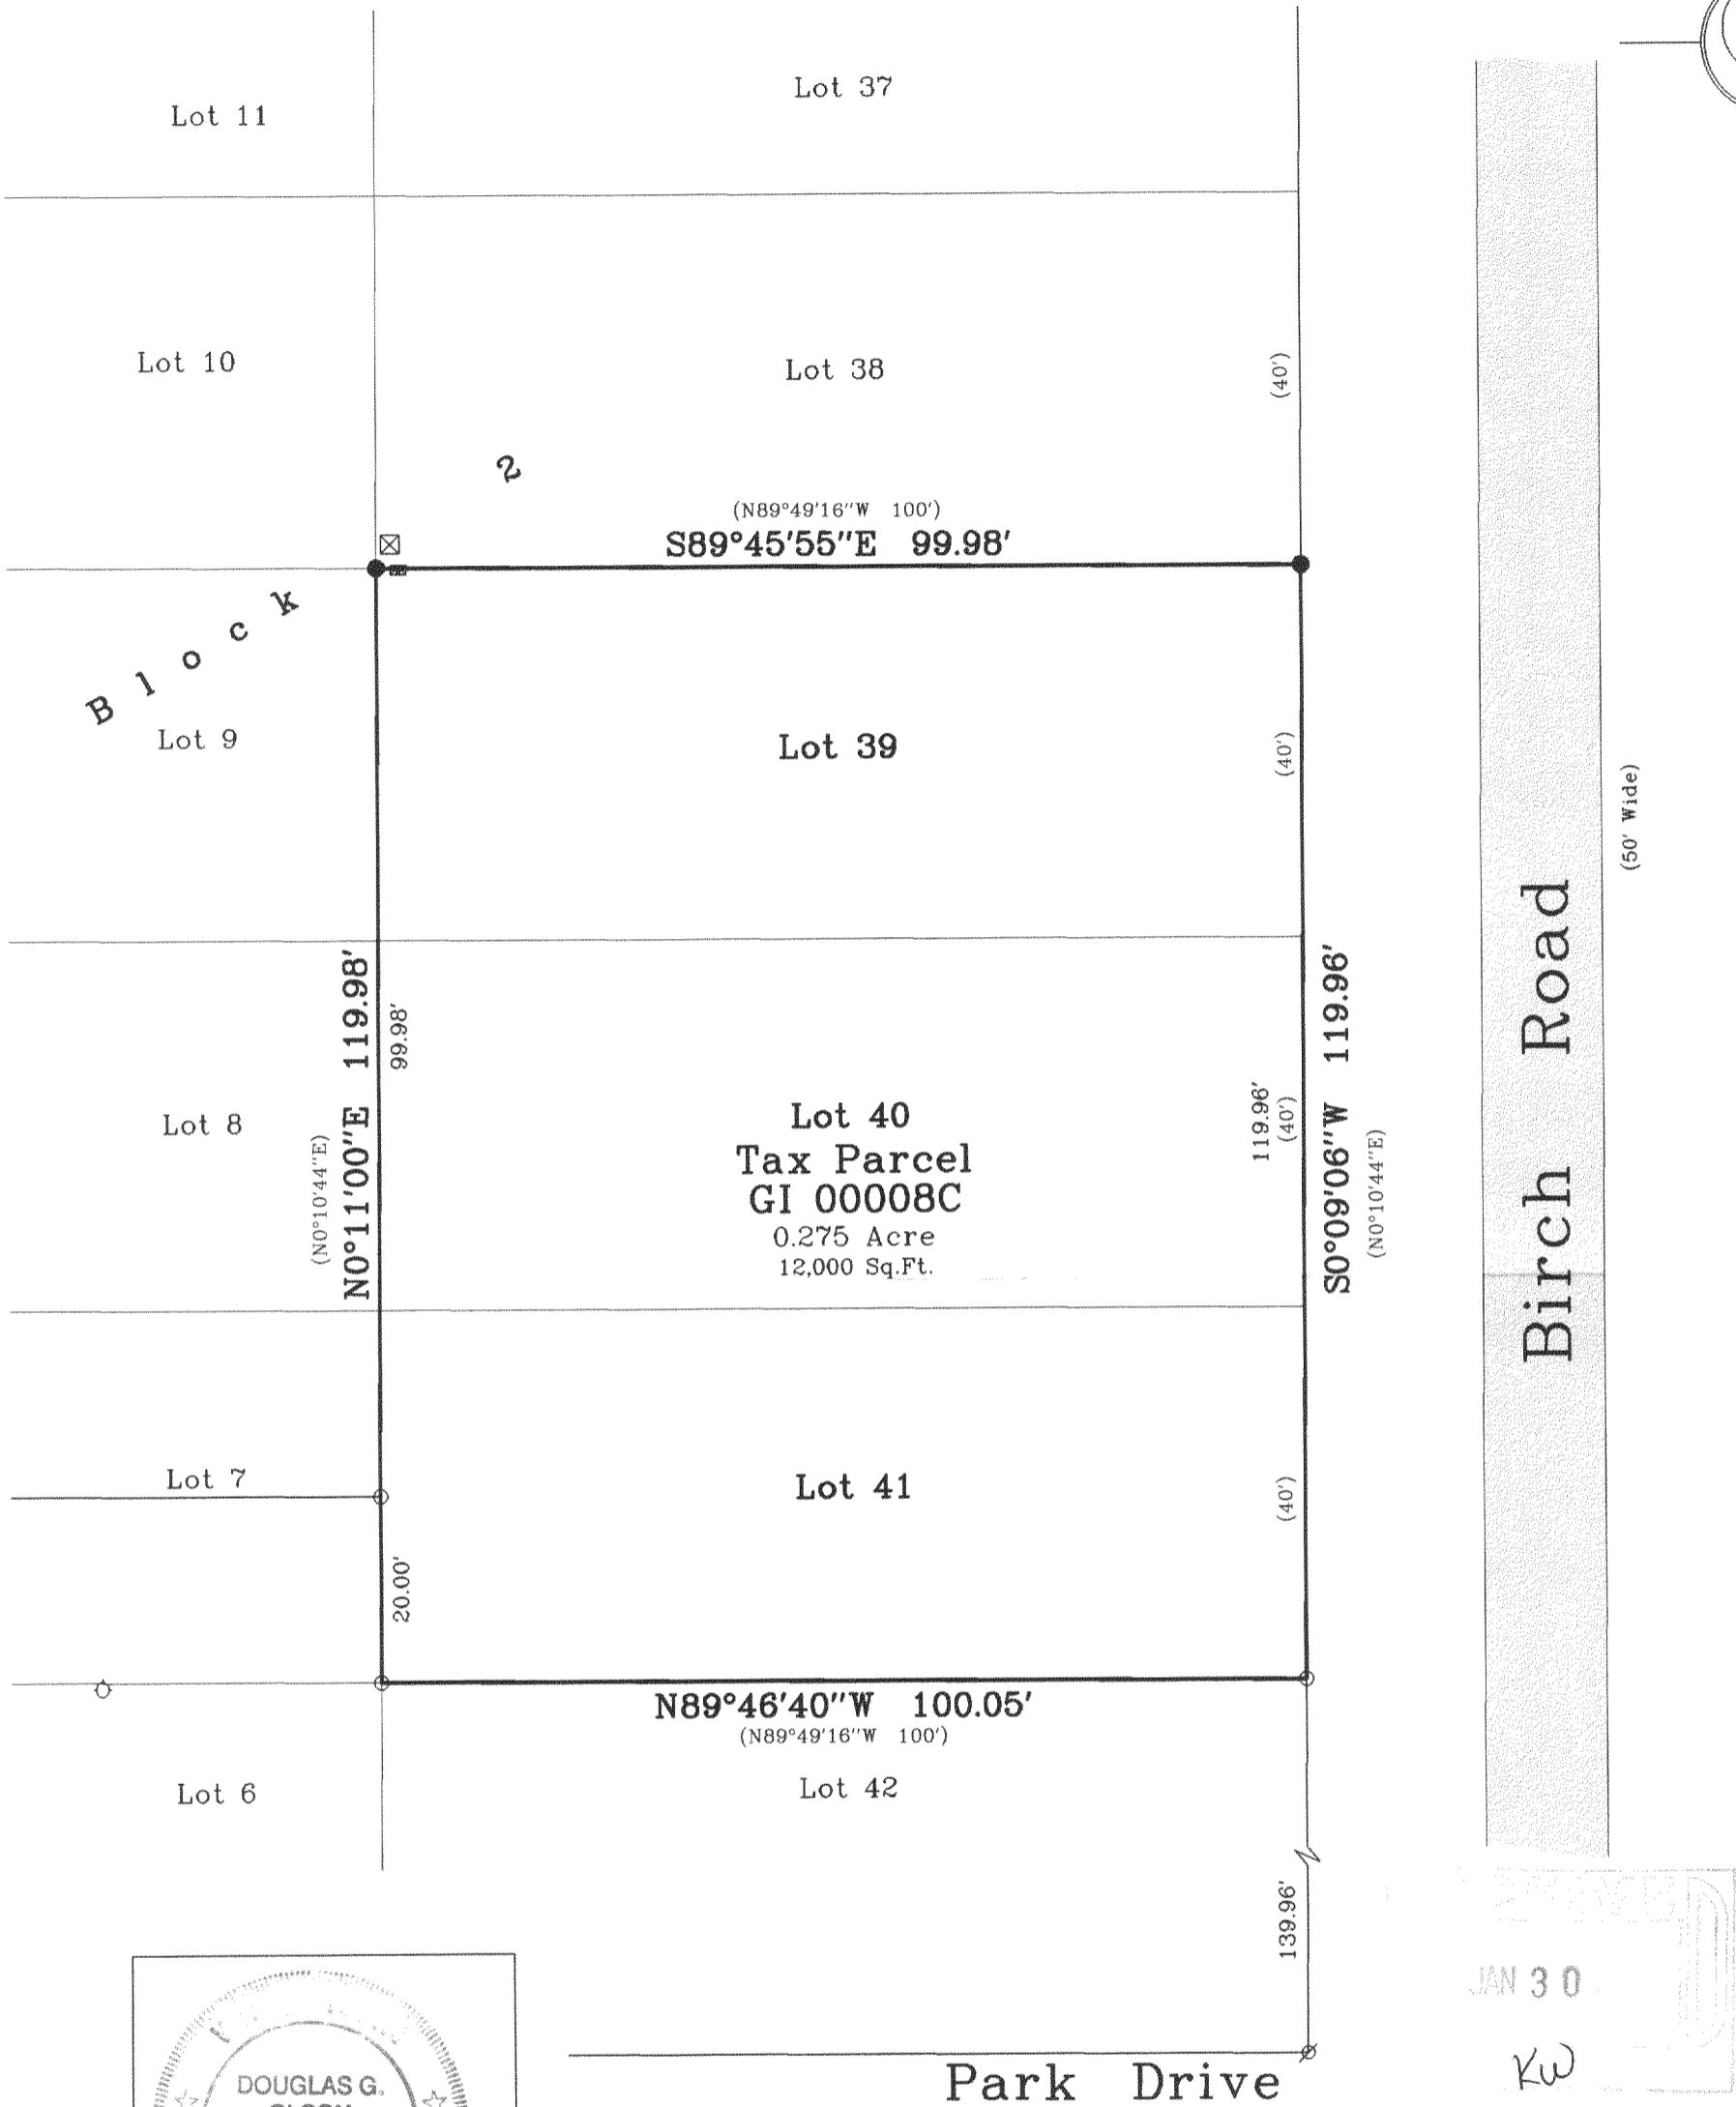 Lot 11
Lot 37
Lot 10
Lot 38
(40')
Block 2
(N89°49'16"W 100')
S89°45'55"E 99.98'
Lot 9
Lot 39
(40')
(50' Wide)
Birch Road
N0°11'00"E 119.98'
(N0°10'44"E)
99.98'
Lot 8
Lot 40
Tax Parcel
GI 00008C
0.275 Acre
12,000 Sq.Ft.
119.96'
(40')
S0°09'06"W 119.96'
(N0°10'44"E)
Lot 7
Lot 41
(40')
20.00'
N89°46'40"W 100.05'
(N89°49'16"W 100')
Lot 6
Lot 42
139.96'
JAN 30
KW
Park Drive
DOUGLAS G.